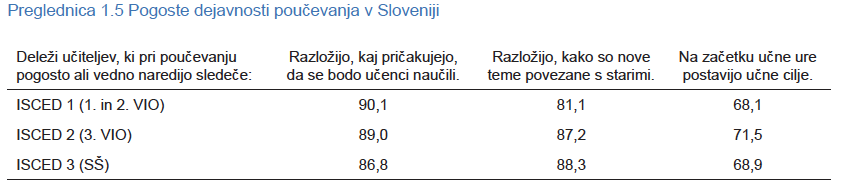 Preglednica 1.5 Pogoste dejavnosti poučevanja v Sloveniji
Deleži učiteljev, ki pri poučevanju pogosto ali vedno naredijo sledeče: Razložijo, kaj pričakujejo, da se bodo učenci naučili. Razložijo, kako so nove teme povezane s starimi. Na začetku učne ure postavijo učne cilje.
ISCED 1 (1. in 2. VIO) 90,1 81,1 68,1
ISCED 2 (3. VIO) 89,0 87,2 71,5
ISCED 3 (SŠ) 86,8 88,3 68,9